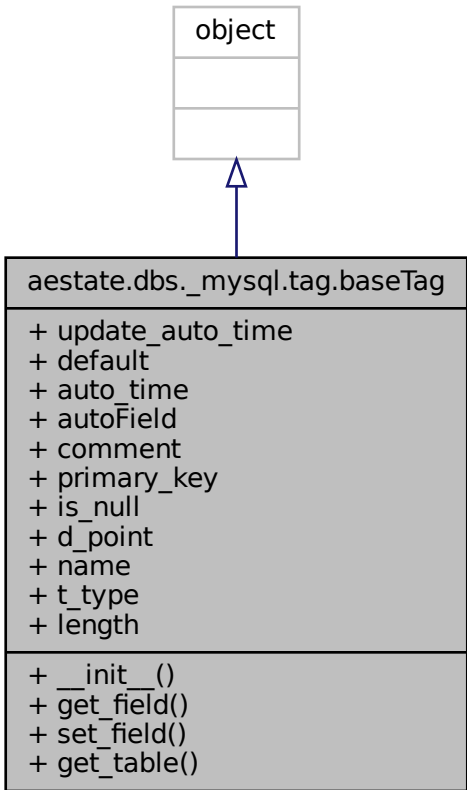 object
aestate.dbs._mysql.tag.baseTag
+ update_auto_time
+ default
+ auto_time
+ autoField
+ comment
+ primary_key
+ is_null
+ d_point
+ name
+ t_type
+ length
+ __init__()
+ get_field()
+ set_field()
+ get_table()